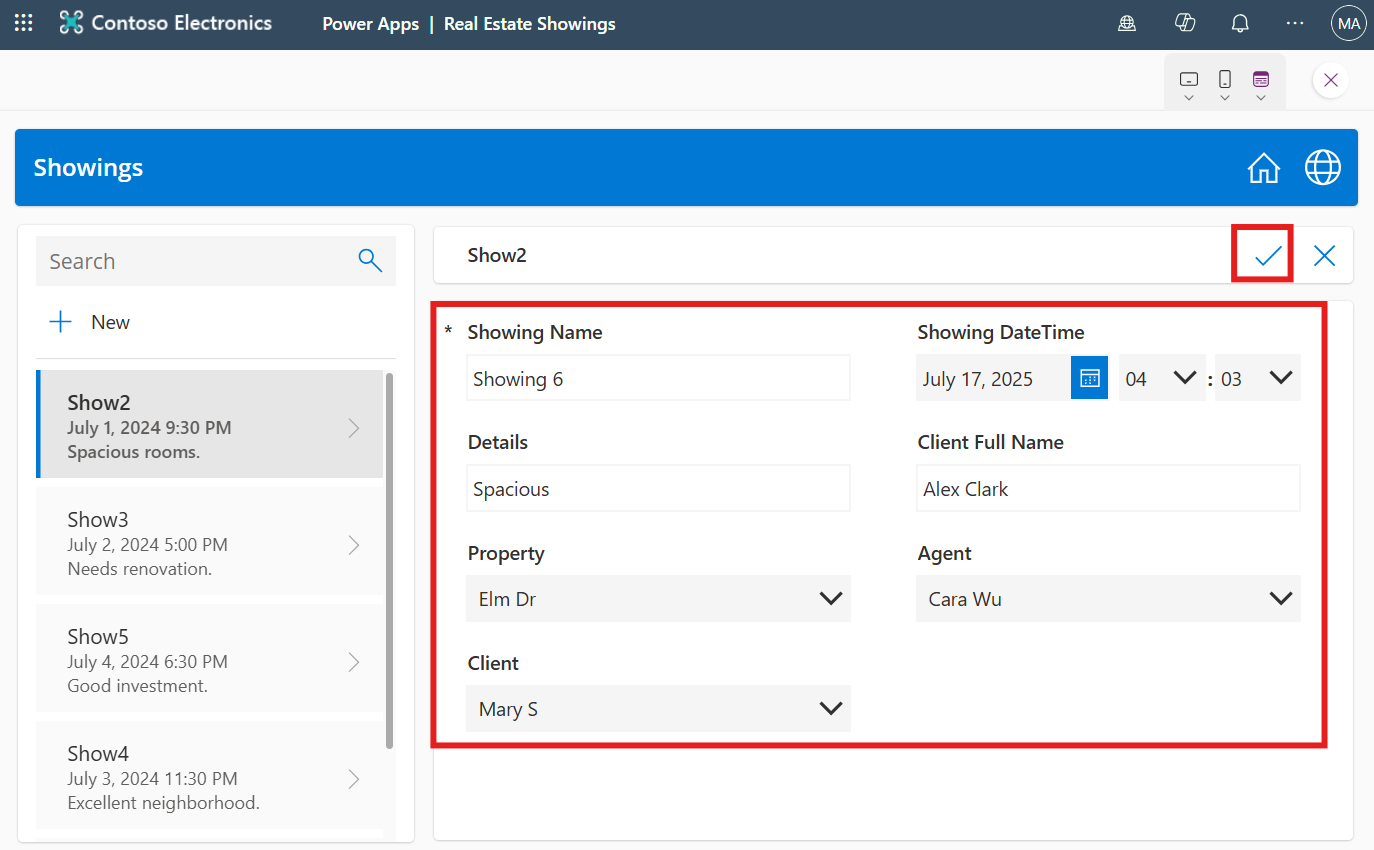 Contoso Electronics
Power Apps | Real Estate Showings
MA
Showings
Search
New
Show2
July 1, 2024 9:30 PM
Spacious rooms.
Show3
July 2, 2024 5:00 PM
Needs renovation.
Show5
July 4, 2024 6:30 PM
Good investment.
Show4
July 3, 2024 11:30 PM
Excellent neighborhood.
Show2
* Showing Name
Showing 6
Showing DateTime
July 17, 2025 04 : 03
Details
Spacious
Client Full Name
Alex Clark
Property
Elm Dr
Agent
Cara Wu
Client
Mary S